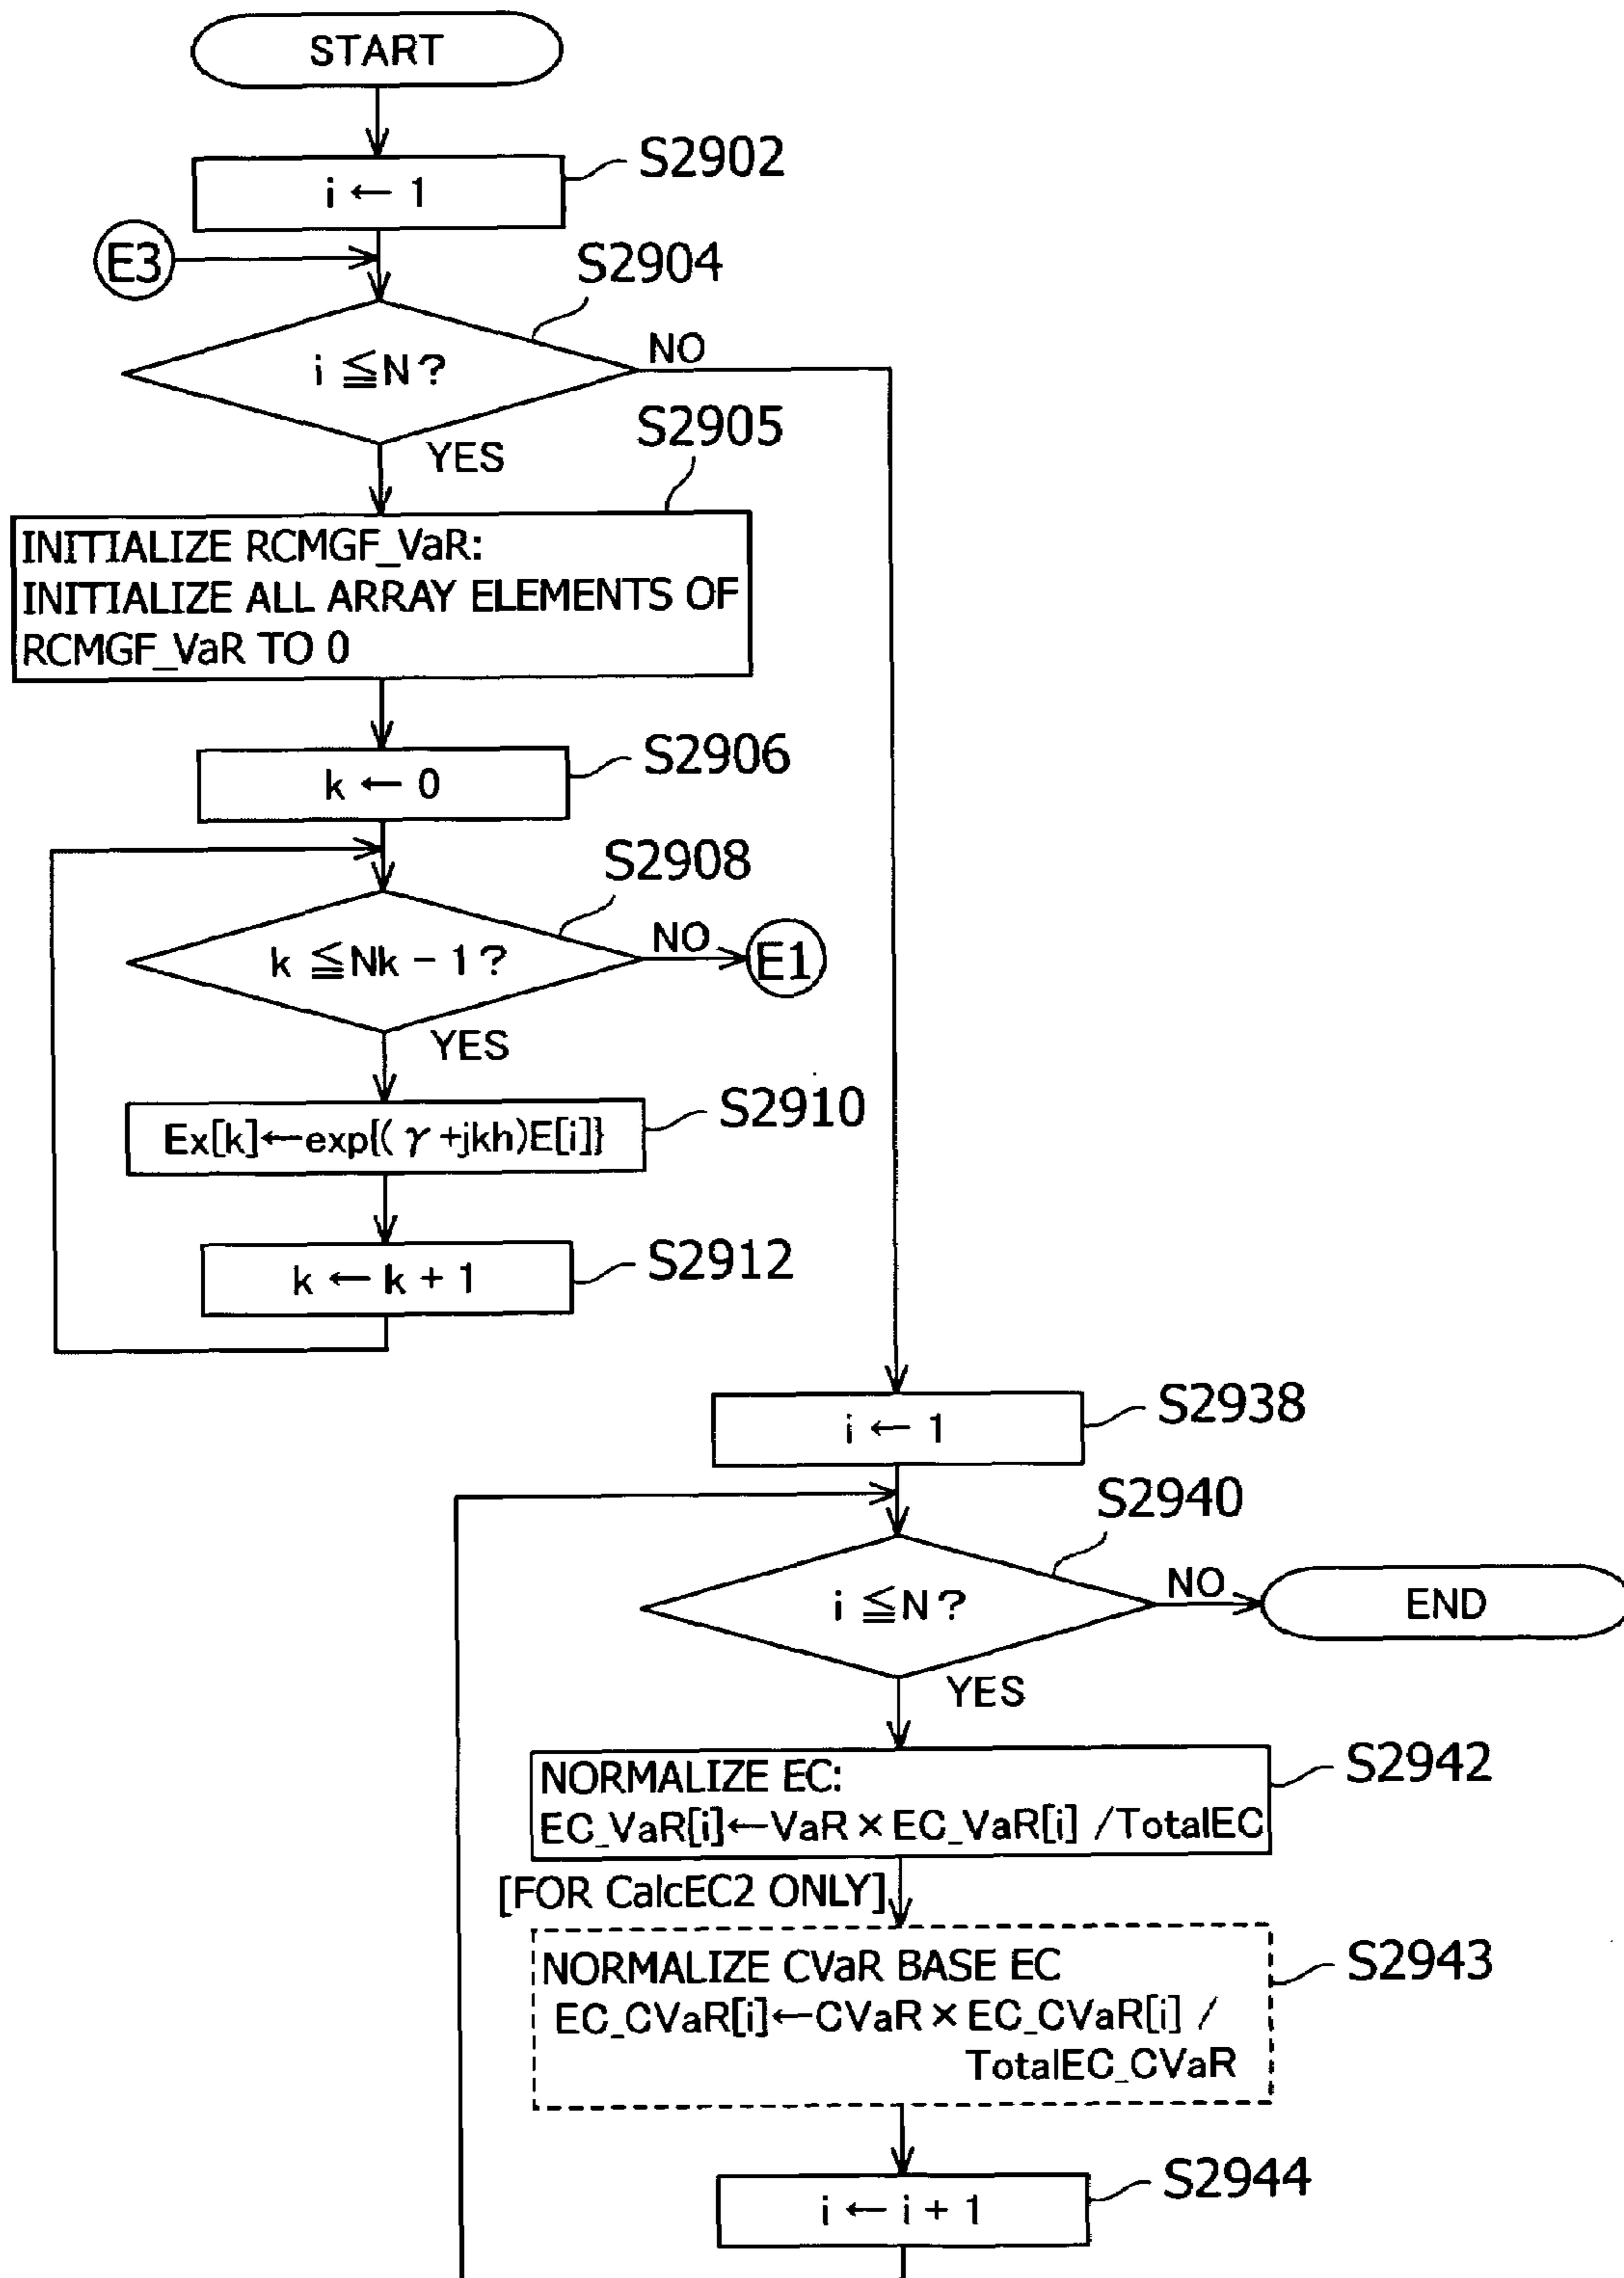 START
S2902
i ← 1
E3
S2904
i ≦ N ?
NO
YES
S2905
INITIALIZE RCMGF_VaR:
INITIALIZE ALL ARRAY ELEMENTS OF
RCMGF_VaR TO 0
S2906
k ← 0
S2908
k ≦ Nk - 1 ?
NO
E1
YES
S2910
Ex[k]←exp{( γ +jkh)E[i]}
S2912
k ← k + 1
S2938
i ← 1
S2940
i ≦ N ?
NO
END
YES
S2942
NORMALIZE EC:
EC_VaR[i]←VaR × EC_VaR[i] /TotalEC
[FOR CalcEC2 ONLY]
S2943
NORMALIZE CVaR BASE EC
EC_CVaR[i]←CVaR × EC_CVaR[i] /
TotalEC_CVaR
S2944
i ← i + 1